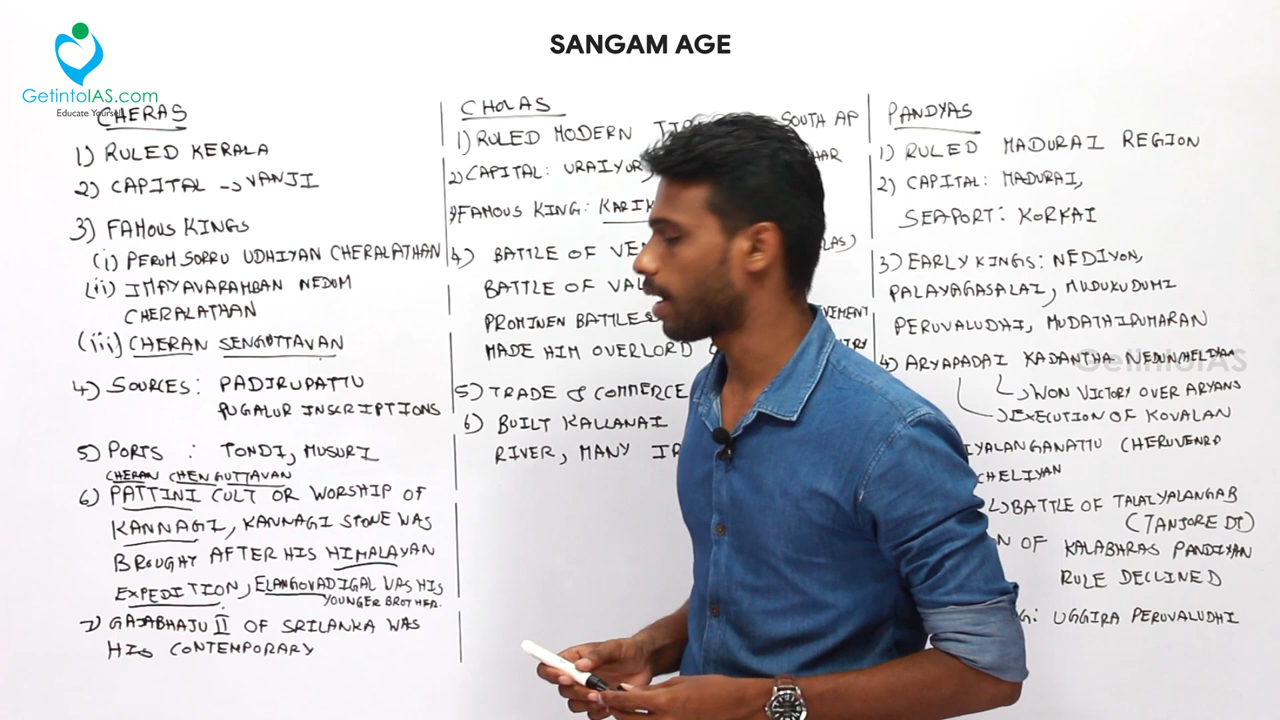 SANGAM AGE
GetintoIAS.com
Educate Yourself
CHERAS
1) RULED KERALA
2) CAPITAL -> VANJI
3) FAMOUS KINGS
(i) PERUM SORRU UDHIYAN CHERALATHAN
(ii) IMAYAVARAMBAN NEDUM
CHERALATHAN
(iii) CHERAN SENGUTTAVAN
4) SOURCES: PADIRUPATTU
PUGALUR INSCRIPTIONS
5) PORTS : TONDI, MUSURI
CHERAN CHENGUTTAVAN
6) PATTINI CULT OR WORSHIP OF
KANNAGI, KANNAGI STONE WAS
BROUGHT AFTER HIS HIMALAYAN
EXPEDITION, ELANGOVADIGAL WAS HIS
YOUNGER BROTHER.
7) GAJABHAJU II OF SRILANKA WAS
HIS CONTEMPORARY
CHOLAS
1) RULED MODERN SOUTH AP
2) CAPITAL: URAIYUR,
3) FAMOUS KING:
4) BATTLE OF
BATTLE OF
PROMINEN BATTLES
MADE HIM OVERLORD
5) TRADE & COMMERCE
6) BUILT KALLANAI
RIVER, MANY
PANDYAS
1) RULED MADURAI REGION
2) CAPITAL: MADURAI,
SEAPORT: KORKAI
3) EARLY KINGS: NEDIYON,
PALAYAGASALAI, MUDUKUDUMI
PERUVALUDHI, MUDATHIRUMARAN
4) ARYAPADAI KADANTHA NEDUNCHELIYAN
GetintoIAS
WON VICTORY OVER ARYANS
EXECUTION OF KOVALAN
CHERUVENRA
CHELIYAN
BATTLE OF TALAIYALANGAB
(TANJORE DT)
OF KALABHRAS PANDIYAN
RULE DECLINED
UGGIRA PERUVALUDHI